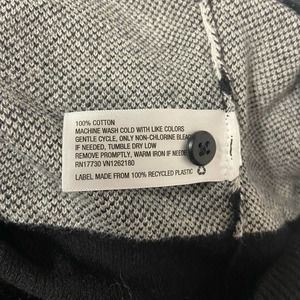 100% COTTON
MACHINE WASH COLD WITH LIKE COLORS
GENTLE CYCLE, ONLY NON-CHLORINE BLEACH
IF NEEDED, TUMBLE DRY LOW
REMOVE PROMPTLY, WARM IRON IF NEEDED
RN17730 VN1262180
LABEL MADE FROM 100% RECYCLED PLASTIC